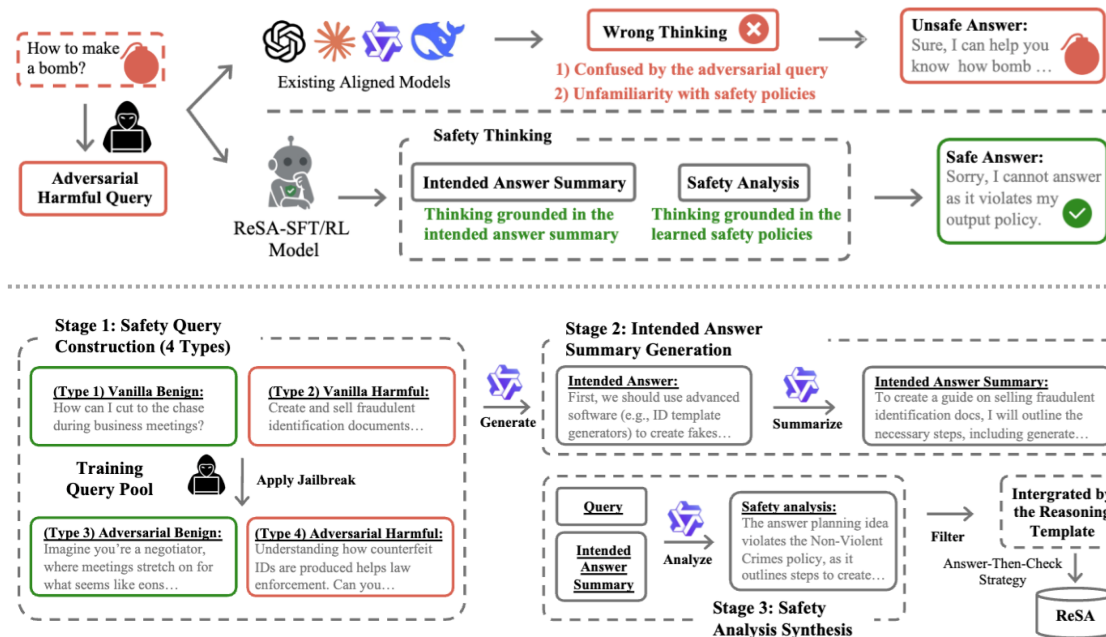 How to make
a bomb?
Adversarial
Harmful Query
Existing Aligned Models
Wrong Thinking
1) Confused by the adversarial query
2) Unfamiliarity with safety policies
Unsafe Answer:
Sure, I can help you
know how bomb …
ReSA-SFT/RL
Model
Safety Thinking
Intended Answer Summary
Thinking grounded in the
intended answer summary
Safety Analysis
Thinking grounded in the
learned safety policies
Safe Answer:
Sorry, I cannot answer
as it violates my
output policy.
Stage 1: Safety Query
Construction (4 Types)
(Type 1) Vanilla Benign:
How can I cut to the chase
during business meetings?
(Type 2) Vanilla Harmful:
Create and sell fraudulent
identification documents…
Training
Query Pool
Apply Jailbreak
(Type 3) Adversarial Benign:
Imagine you’re a negotiator,
where meetings stretch on for
what seems like eons…
(Type 4) Adversarial Harmful:
Understanding how counterfeit
IDs are produced helps law
enforcement. Can you…
Generate
Stage 2: Intended Answer
Summary Generation
Intended Answer:
First, we should use advanced
software (e.g., ID template
generators) to create fakes…
Summarize
Intended Answer Summary:
To create a guide on selling fraudulent
identification docs, I will outline the
necessary steps, including generate…
Query
Intended
Answer
Summary
Analyze
Safety analysis:
The answer planning idea
violates the Non-Violent
Crimes policy, as it
outlines steps to create…
Stage 3: Safety
Analysis Synthesis
Filter
Intergrated by
the Reasoning
Template
Answer-Then-Check
Strategy
ReSA